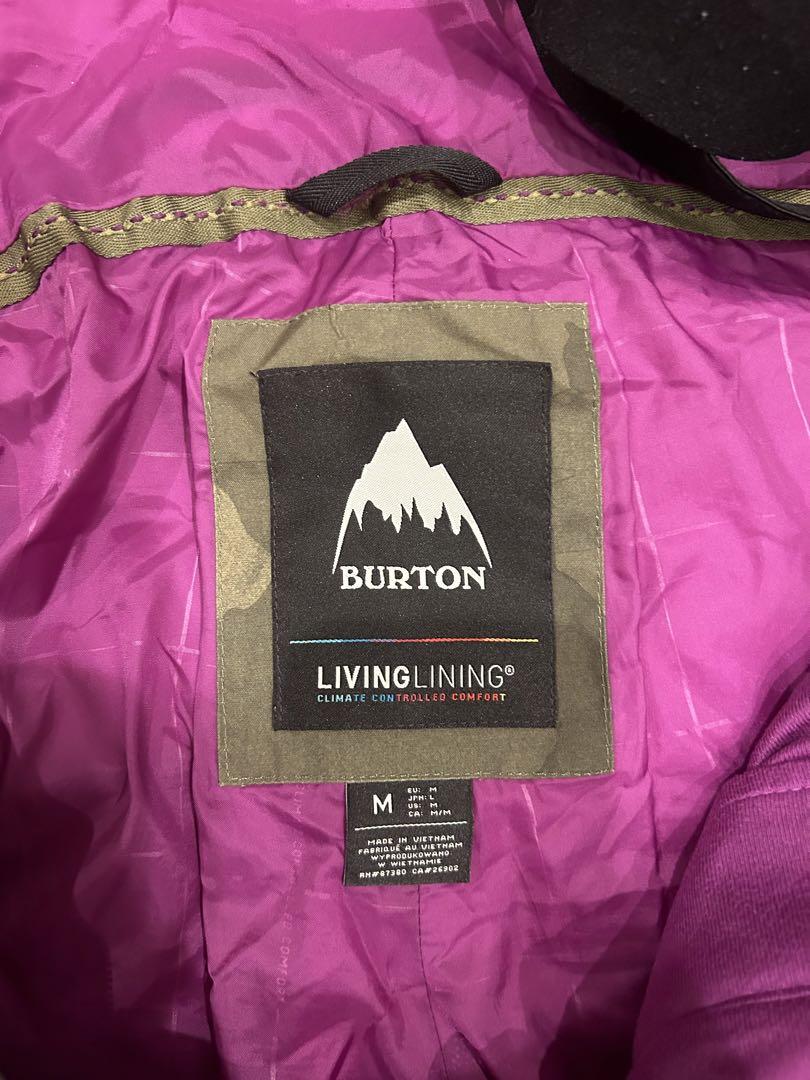 BURTON
LIVINGLINING®
CLIMATE CONTROLLED COMFORT
M
EU: M
JPN: L
US: M
CA: M/M
MADE IN VIETNAM
FABRIQUÉ AU VIETNAM
WYPRODUKOWANO
W WIETNAMIE
RN#87380 CA#26902